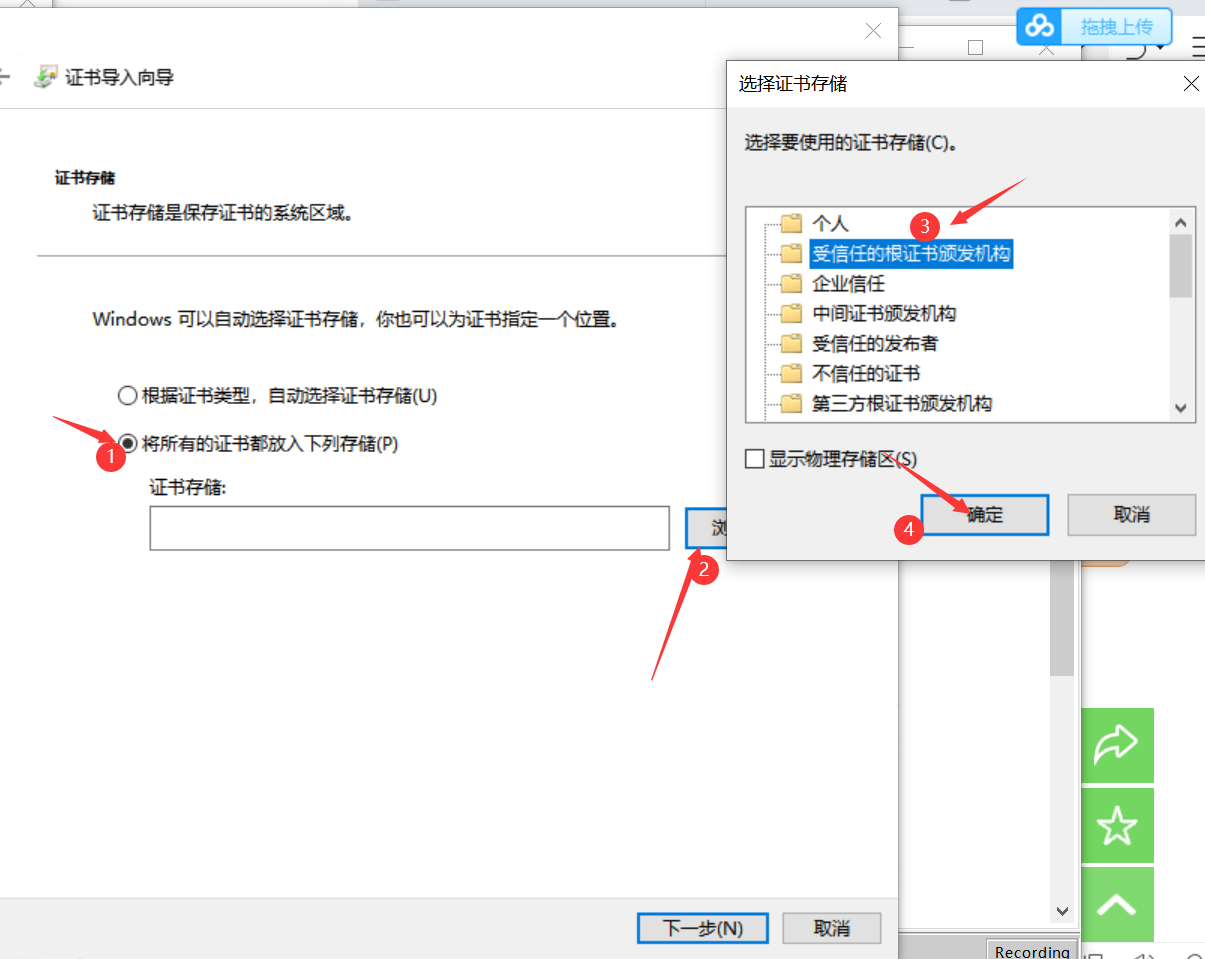 拖拽上传
证书导入向导
证书存储
证书存储是保存证书的系统区域。
Windows 可以自动选择证书存储，你也可以为证书指定一个位置。
根据证书类型，自动选择证书存储(U)
将所有的证书都放入下列存储(P)
1
证书存储:
浏
2
下一步(N)
取消
选择证书存储
选择要使用的证书存储(C)。
个人
3
受信任的根证书颁发机构
企业信任
中间证书颁发机构
受信任的发布者
不信任的证书
第三方根证书颁发机构
显示物理存储区(S)
4
确定
取消
Recording